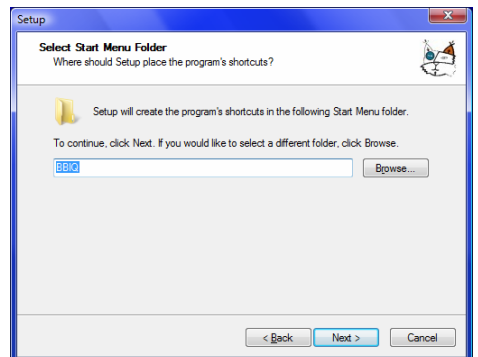 Setup
Select Start Menu Folder
Where should Setup place the program's shortcuts?
Setup will create the program's shortcuts in the following Start Menu folder.
To continue, click Next. If you would like to select a different folder, click Browse.
BBIQ
Browse...
< Back
Next >
Cancel